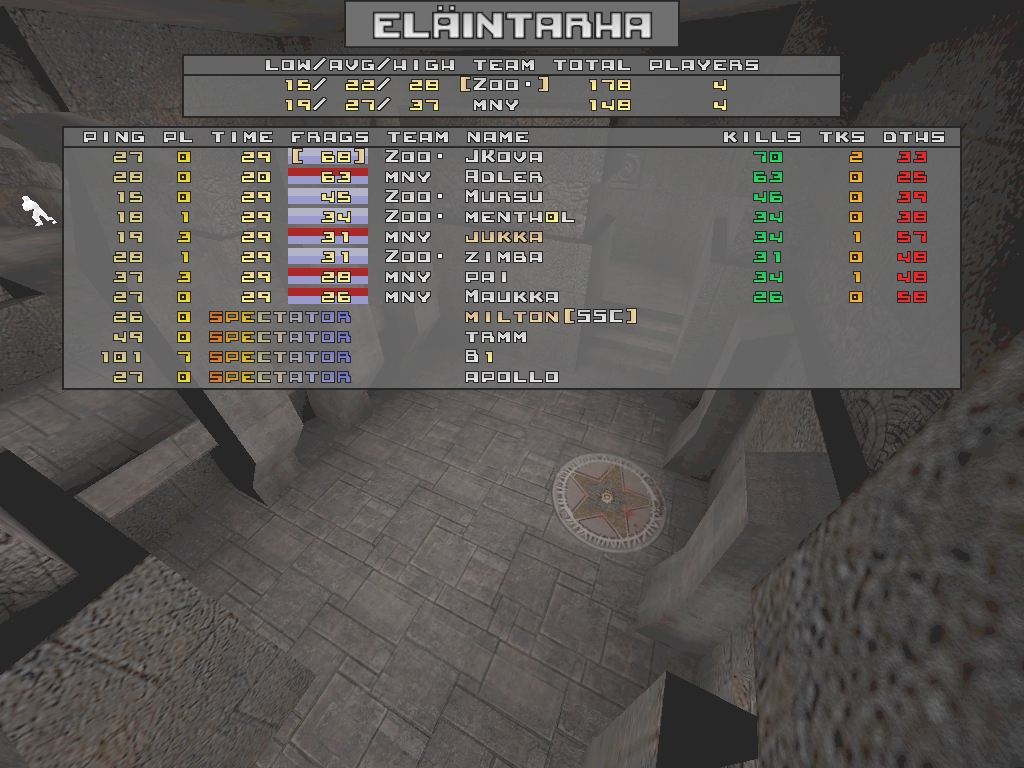 ELÄINTARHA
LOW/AVG/HIGH TEAM TOTAL PLAYERS
15/ 22/ 28 [ZOO·] 178 4
19/ 27/ 37 MNY 148 4
PING PL TIME FRAGS TEAM NAME KILLS TKS DTHS
27 0 29 [ 68] ZOO· JKOVA 70 2 33
28 0 28 63 MNY ADLER 63 0 25
15 0 29 45 ZOO· MURSU 46 0 39
18 1 29 34 ZOO· MENTHOL 34 0 38
19 3 29 31 MNY JUKKA 34 1 57
28 1 29 31 ZOO· ZIMBA 31 0 48
37 3 29 28 MNY PAI 34 1 48
27 0 29 26 MNY MAUKKA 26 0 58
26 0 SPECTATOR MILTON[SSC]
49 0 SPECTATOR TRMM
101 7 SPECTATOR B1
27 0 SPECTATOR APOLLO